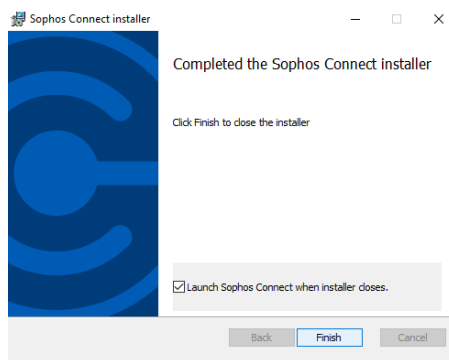 Sophos Connect installer
Completed the Sophos Connect installer
Click Finish to close the installer
Launch Sophos Connect when installer closes.
Back Finish Cancel